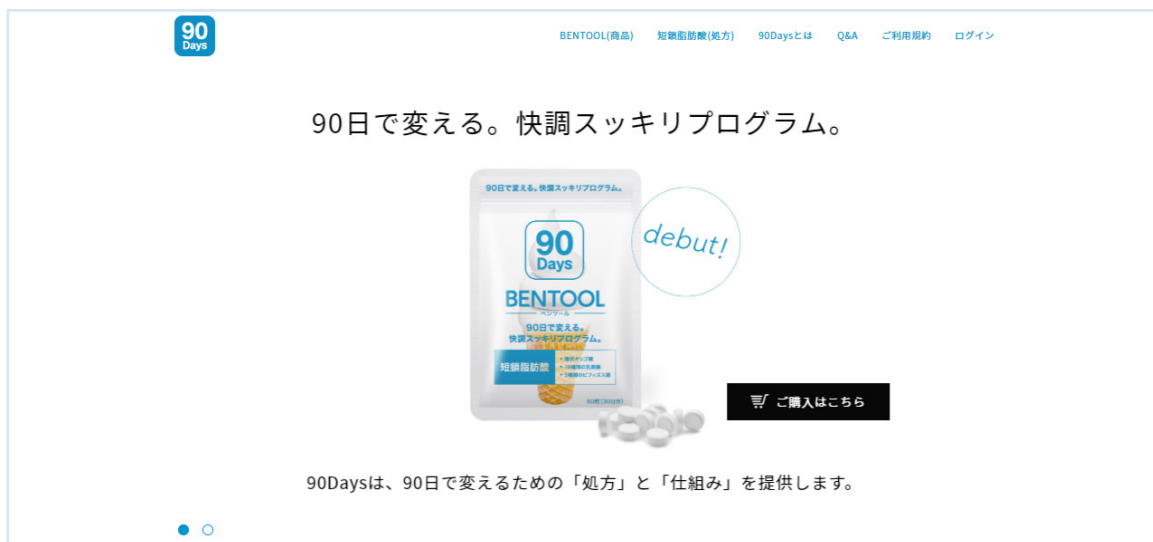 90
Days
BENTOOL(商品) 短鎖脂肪酸(処方) 90Daysとは Q&A ご利用規約 ログイン
90日で変える。快調スッキリプログラム。
90日で変える。快調スッキリプログラム。
90
Days
debut!
BENTOOL
ベンツール
90日で変える。
快調スッキリプログラム。
短鎖脂肪酸
ご購入はこちら
90Daysは、90日で変えるための「処方」と「仕組み」を提供します。